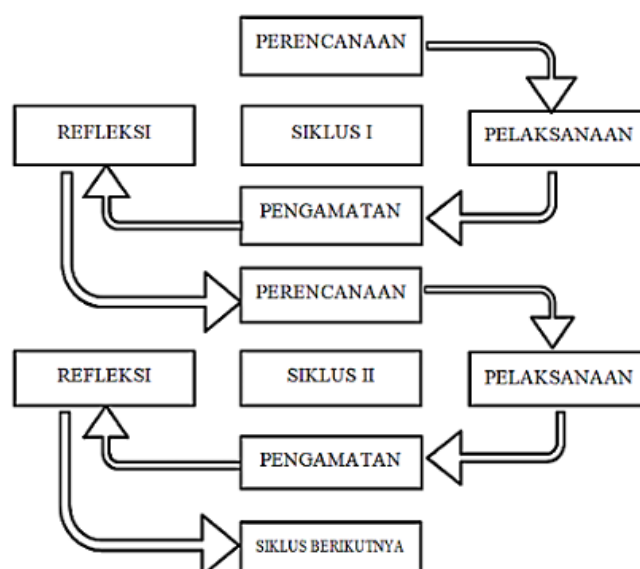 PERENCANAAN
REFLEKSI
SIKLUS I
PELAKSANAAN
PENGAMATAN
PERENCANAAN
REFLEKSI
SIKLUS II
PELAKSANAAN
PENGAMATAN
SIKLUS BERIKUTNYA